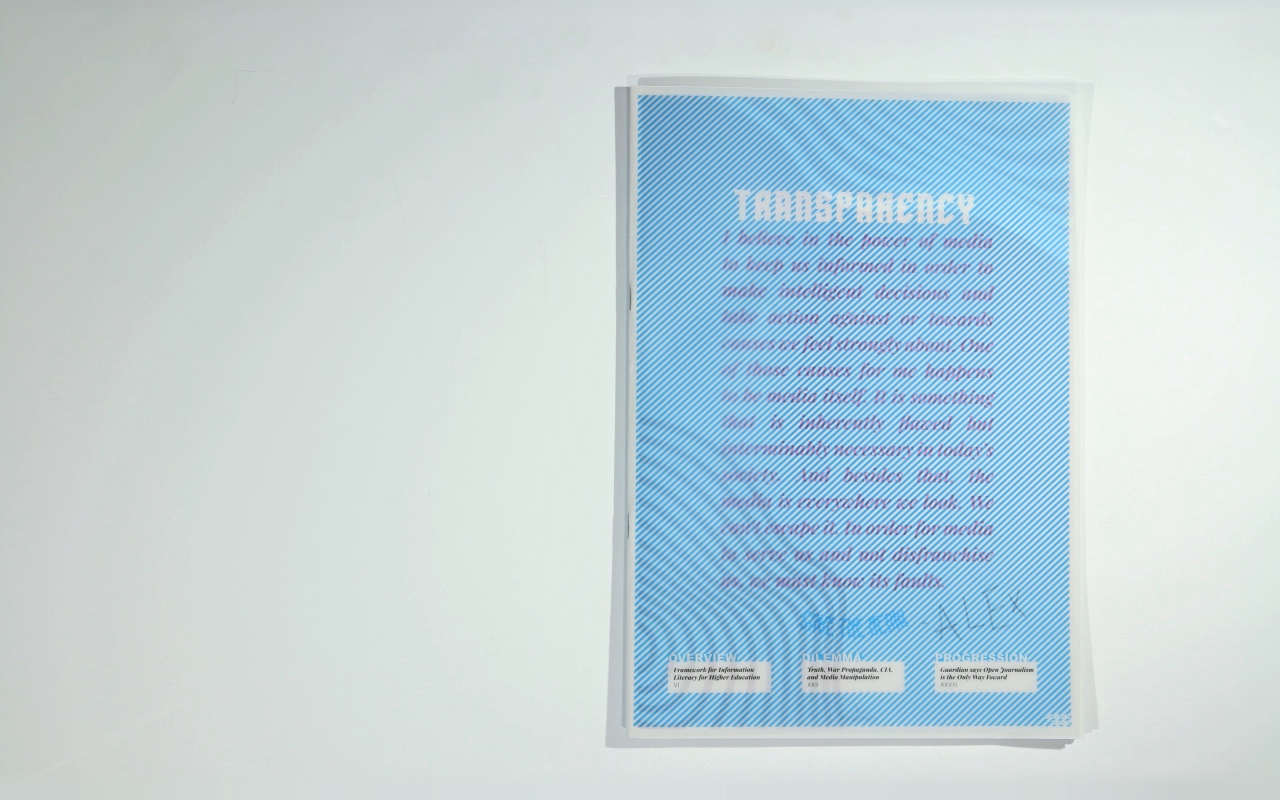 TRANSPARENCY
I believe in the power of media
to keep us informed in order to
make intelligent decisions and
take action against or towards
causes we feel strongly about. One
of those causes for me happens
to be media itself. It is something
that is inherently flawed but
interminably necessary in today's
society. And besides that, the
media is everywhere we look. We
can't escape it. In order for media
to serve us and not disfranchise
us, we must know its faults.
ALEX
OVERVIEW
Framework for Information
Literacy for Higher Education
VI
DILEMMA
Truth, War Propaganda, CIA,
and Media Manipulation
XXII
PROGRESSION
Guardian says Open Journalism
is the Only Way Foward
XXVIII